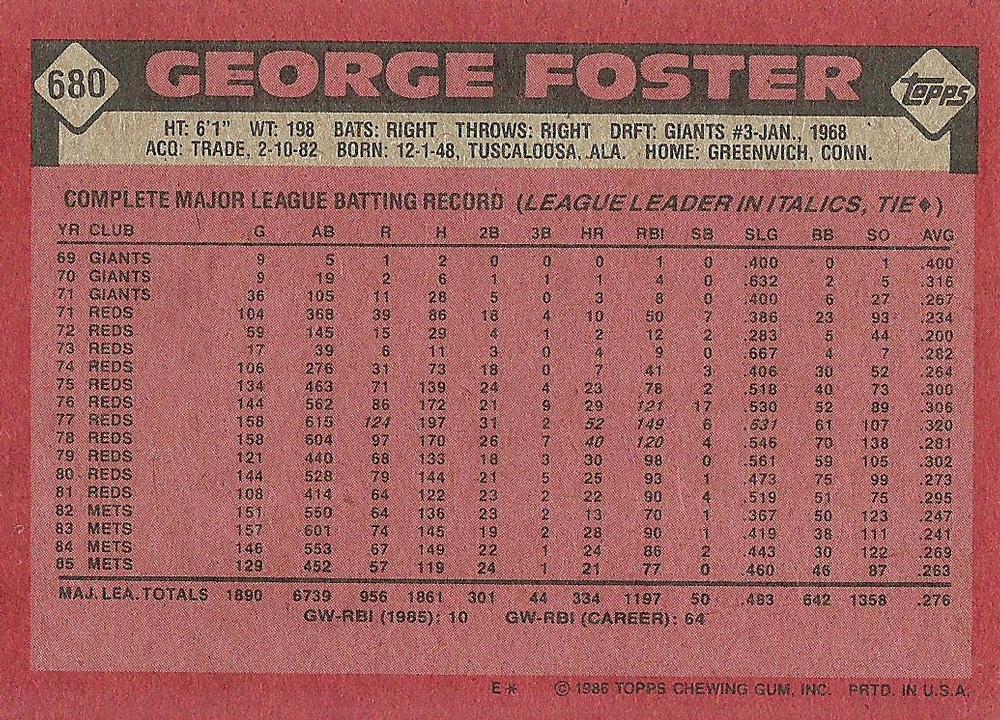 680 GEORGE FOSTER TOPPS
HT: 6'1" WT: 198 BATS: RIGHT THROWS: RIGHT DRFT: GIANTS #3-JAN., 1968
ACQ: TRADE, 2-10-82 BORN: 12-1-48, TUSCALOOSA, ALA. HOME: GREENWICH, CONN.
COMPLETE MAJOR LEAGUE BATTING RECORD (LEAGUE LEADER IN ITALICS, TIE♦)
YR CLUB G AB R H 2B 3B HR RBI SB SLG BB SO AVG
69 GIANTS 9 5 1 2 0 0 0 1 0 .400 0 1 .400
70 GIANTS 9 19 2 6 1 1 1 4 0 .632 2 5 .316
71 GIANTS 36 105 11 28 5 0 3 8 0 .400 6 27 .267
71 REDS 104 368 39 86 18 4 10 50 7 .386 23 93 .234
72 REDS 59 145 15 29 4 1 2 12 2 .283 5 44 .200
73 REDS 17 39 6 11 3 0 4 9 0 .667 4 7 .282
74 REDS 106 276 31 73 18 0 7 41 3 .406 30 52 .264
75 REDS 134 463 71 139 24 4 23 78 2 .518 40 73 .300
76 REDS 144 562 86 172 21 9 29 121 17 .530 52 89 .306
77 REDS 158 615 124 197 31 2 52 149 6 .631 61 107 .320
78 REDS 158 604 97 170 26 7 40 120 4 .546 70 138 .281
79 REDS 121 440 68 133 18 3 30 98 0 .561 59 105 .302
80 REDS 144 528 79 144 21 5 25 93 1 .473 75 99 .273
81 REDS 108 414 64 122 23 2 22 90 4 .519 51 75 .295
82 METS 151 550 64 136 23 2 13 70 1 .367 50 123 .247
83 METS 157 601 74 145 19 2 28 90 1 .419 38 111 .241
84 METS 146 553 67 149 22 1 24 86 2 .443 30 122 .269
85 METS 129 452 57 119 24 1 21 77 0 .460 46 87 .263
MAJ. LEA. TOTALS 1890 6739 956 1861 301 44 334 1197 50 .483 642 1358 .276
GW-RBI (1985): 10 GW-RBI (CAREER): 64
E* © 1986 TOPPS CHEWING GUM, INC. PRTD. IN U.S.A.